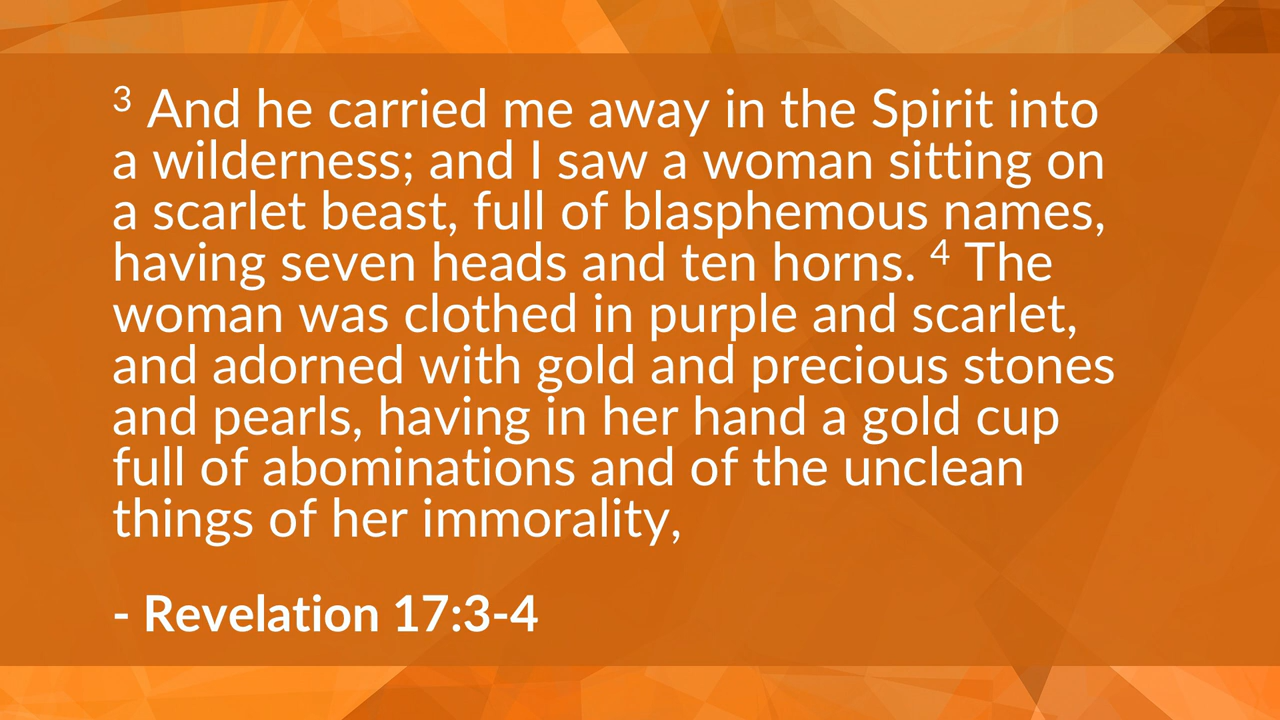 3 And he carried me away in the Spirit into
a wilderness; and I saw a woman sitting on
a scarlet beast, full of blasphemous names,
having seven heads and ten horns. 4 The
woman was clothed in purple and scarlet,
and adorned with gold and precious stones
and pearls, having in her hand a gold cup
full of abominations and of the unclean
things of her immorality,
- Revelation 17:3-4